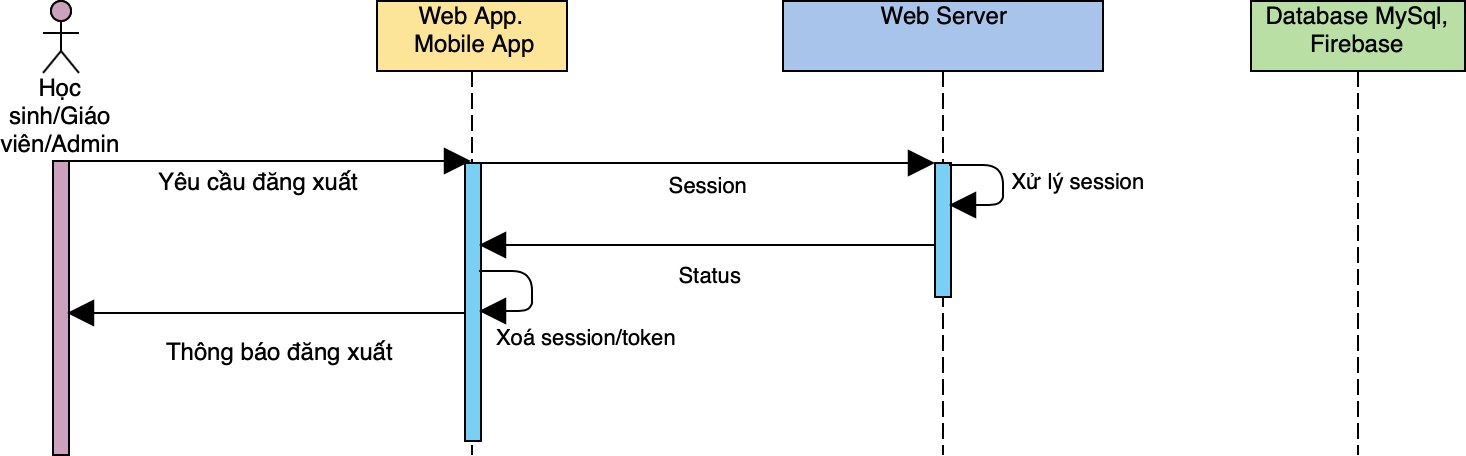 Web App.
Mobile App
Web Server
Database MySql,
Firebase
Học
sinh/Giáo
viên/Admin
Yêu cầu đăng xuất
Session
Xử lý session
Status
Xoá session/token
Thông báo đăng xuất